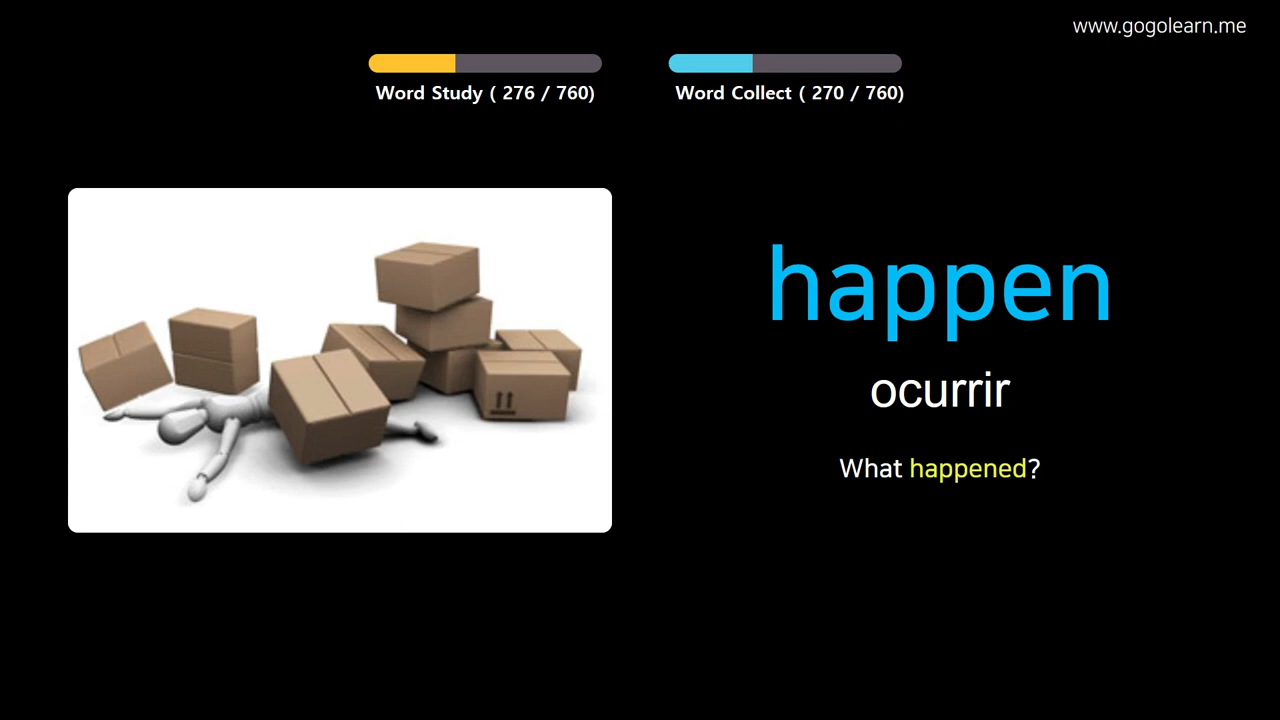 www.gogolearn.me
Word Study ( 276 / 760)
Word Collect ( 270 / 760)
happen
ocurrir
What happened?